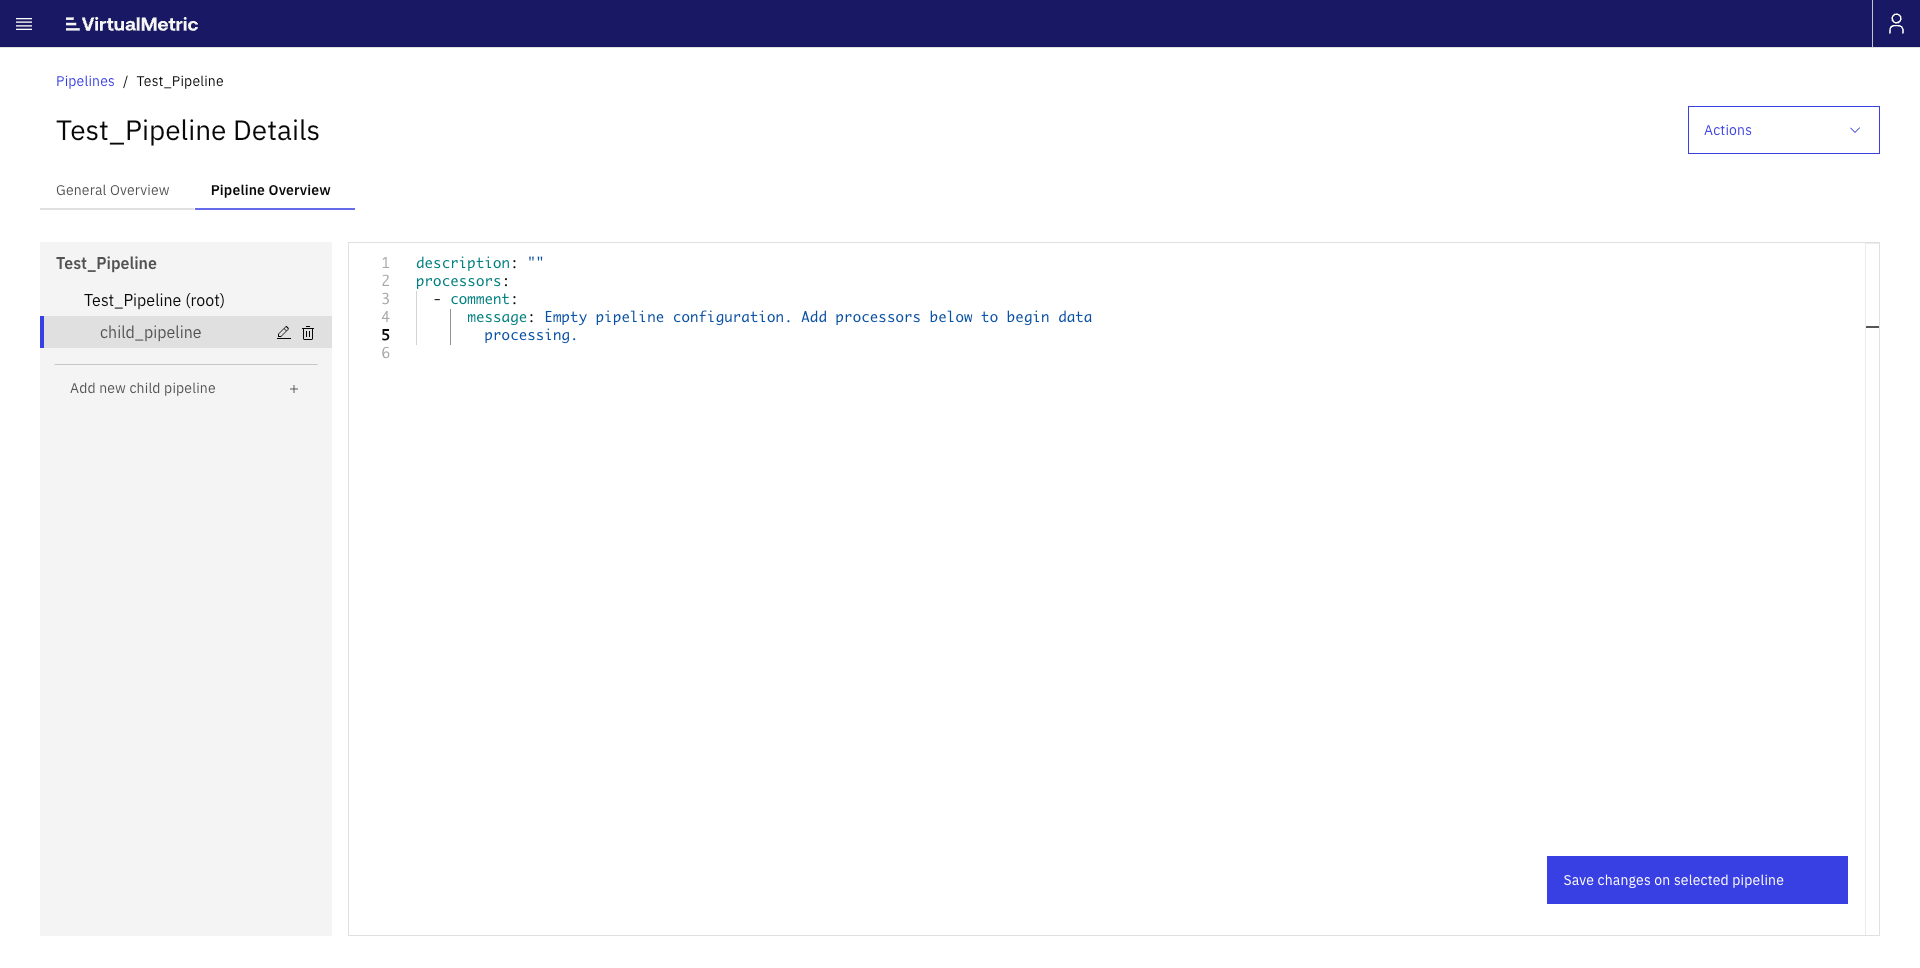 VirtualMetric
Pipelines / Test_Pipeline
Test_Pipeline Details
Actions
General Overview
Pipeline Overview
Test_Pipeline
Test_Pipeline (root)
child_pipeline
Add new child pipeline +
1 description: ""
2 processors:
3 - comment:
4 message: Empty pipeline configuration. Add processors below to begin data
5 processing.
6
Save changes on selected pipeline